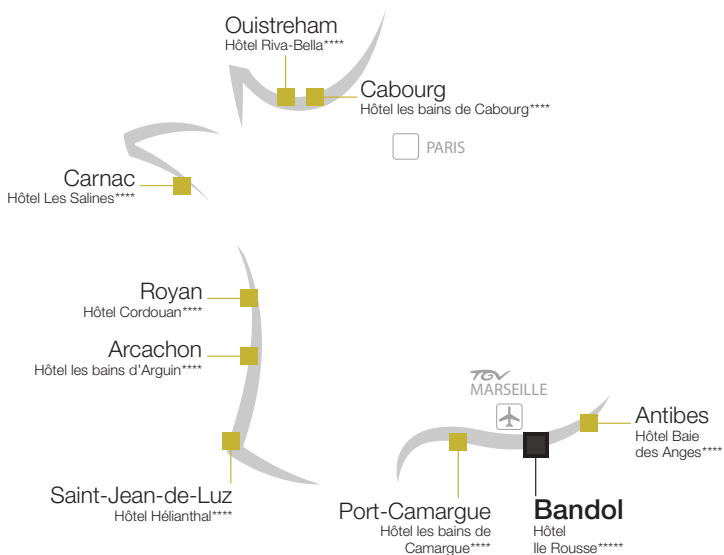 Ouistreham
Hôtel Riva-Bella****
Cabourg
Hôtel les bains de Cabourg****
PARIS
Carnac
Hôtel Les Salines****
Royan
Hôtel Cordouan****
Arcachon
Hôtel les bains d'Arguin****
TGV
MARSEILLE
Antibes
Hôtel Baie
des Anges****
Saint-Jean-de-Luz
Hôtel Hélianthal****
Port-Camargue
Hôtel les bains de
Camargue****
Bandol
Hôtel
Ile Rousse*****